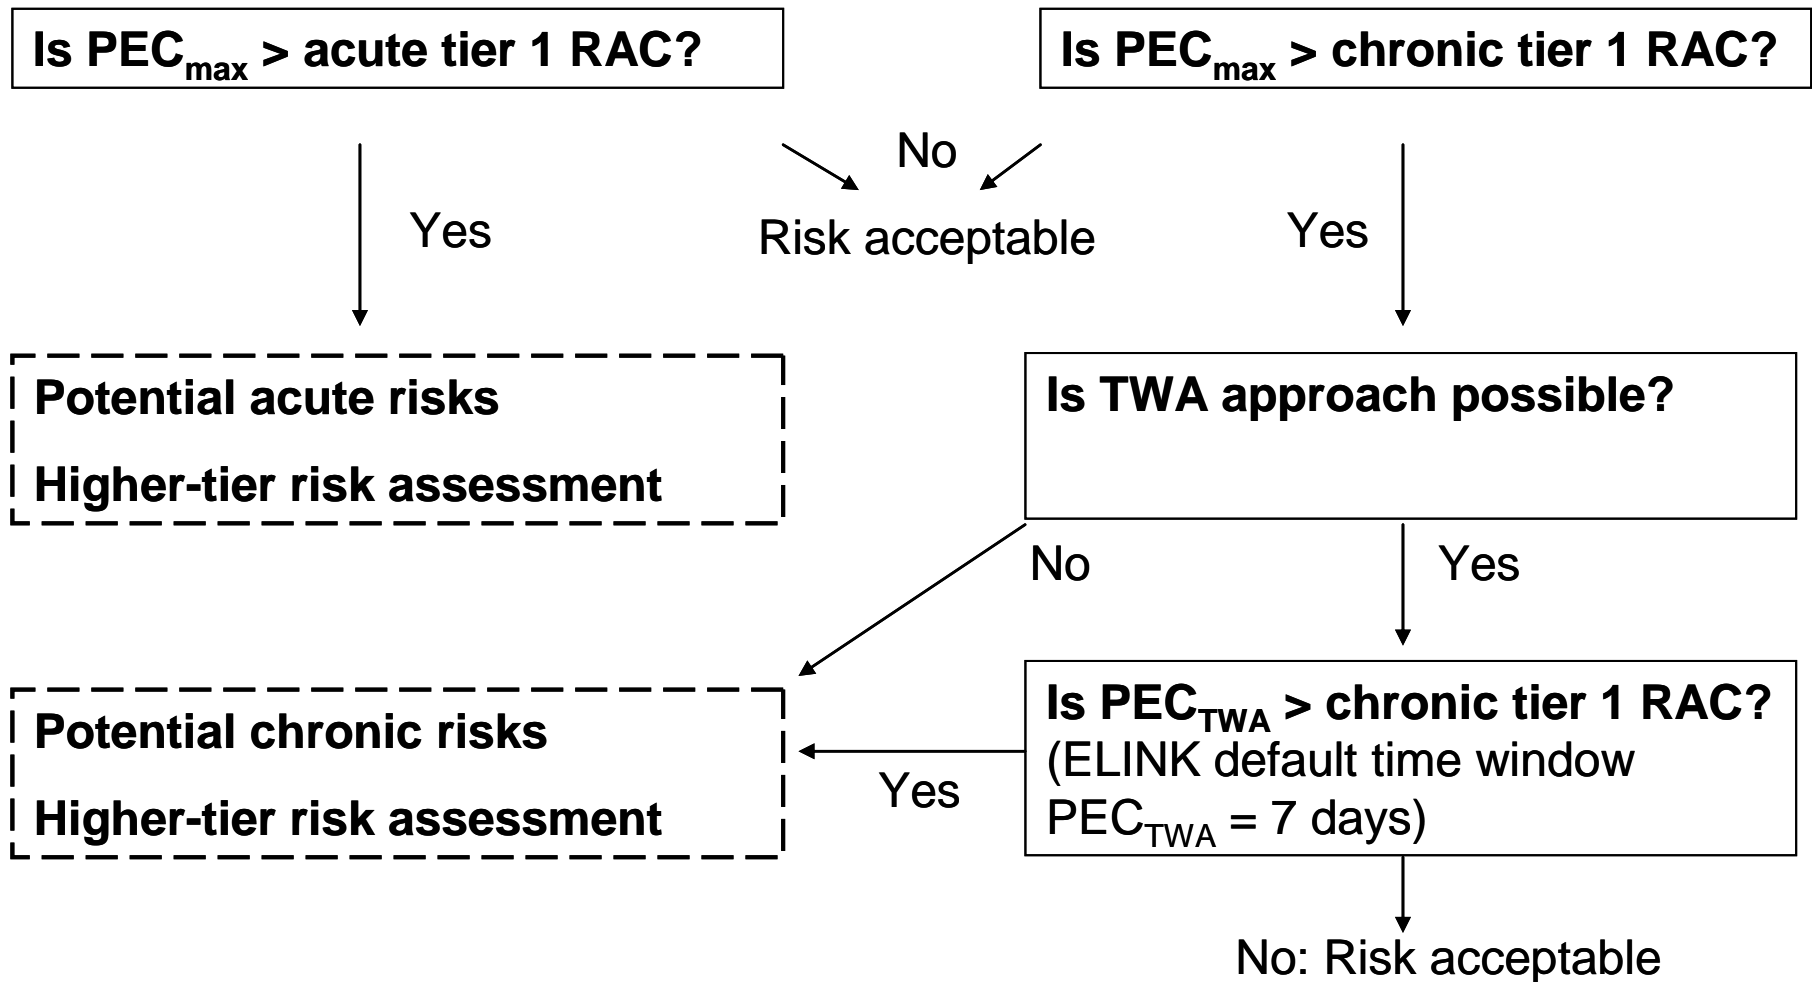 Is PECmax > acute tier 1 RAC?
Is PECmax > chronic tier 1 RAC?
No
Yes
Risk acceptable
Yes
Potential acute risks
Higher-tier risk assessment
Is TWA approach possible?
No
Yes
Potential chronic risks
Higher-tier risk assessment
Is PECTWA > chronic tier 1 RAC?
(ELINK default time window
PECTWA = 7 days)
Yes
No: Risk acceptable